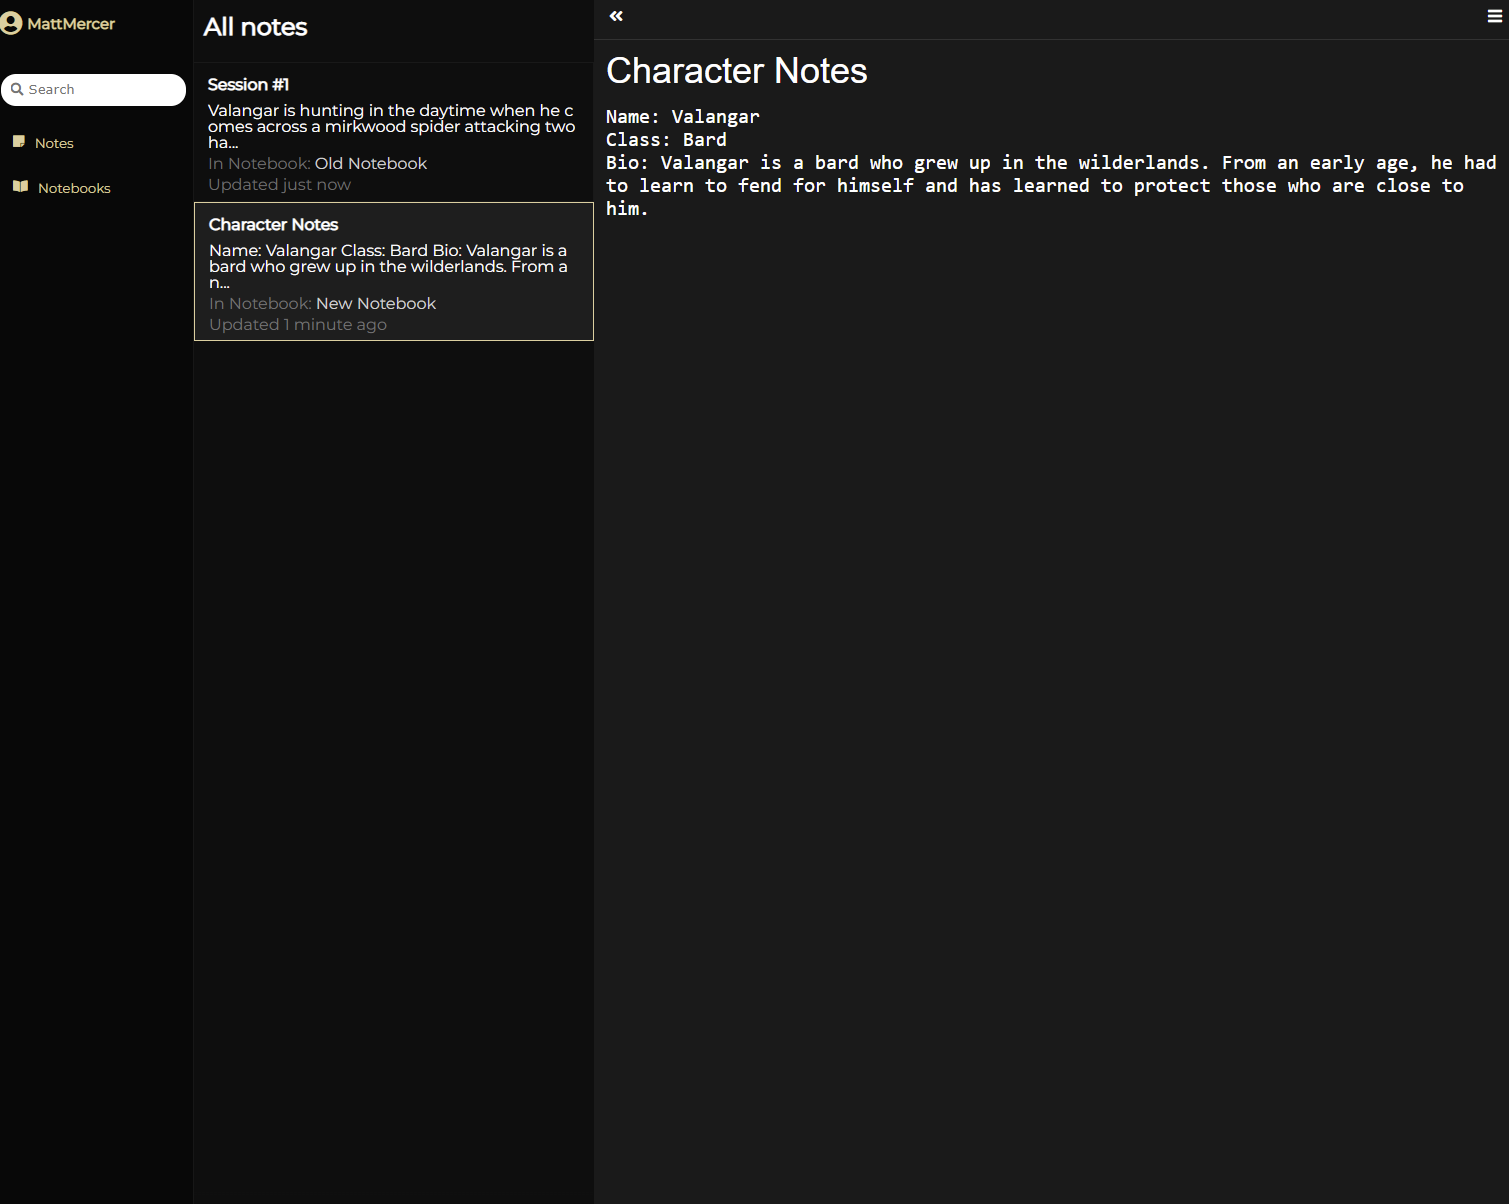 MattMercer
Search
Notes
Notebooks
All notes
Session #1
Valangar is hunting in the daytime when he c
omes across a mirkwood spider attacking two
ha...
In Notebook: Old Notebook
Updated just now
Character Notes
Name: Valangar Class: Bard Bio: Valangar is a
bard who grew up in the wilderlands. From a
n...
In Notebook: New Notebook
Updated 1 minute ago
Character Notes
Name: Valangar
Class: Bard
Bio: Valangar is a bard who grew up in the wilderlands. From an early age, he had
to learn to fend for himself and has learned to protect those who are close to
him.